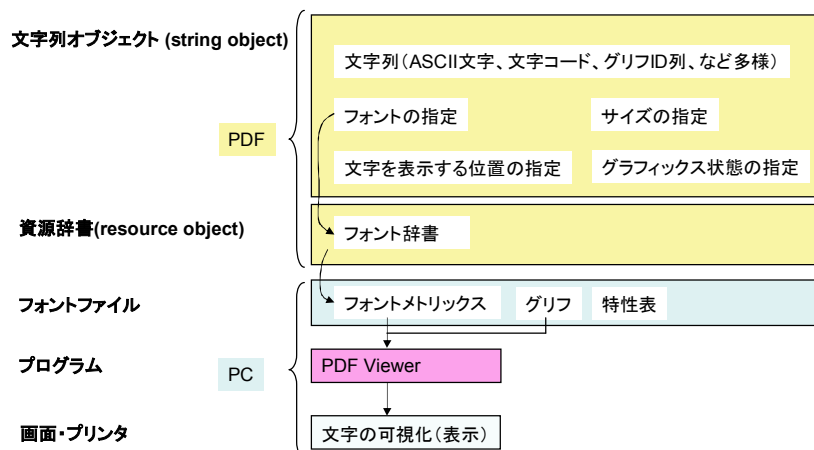 文字列オブジェクト (string object)
文字列（ASCII文字、文字コード、グリフID列、など多様）
フォントの指定
サイズの指定
PDF
文字を表示する位置の指定
グラフィックス状態の指定
資源辞書(resource object)
フォント辞書
フォントファイル
フォントメトリックス
グリフ
特性表
プログラム
PC
PDF Viewer
画面・プリンタ
文字の可視化（表示）